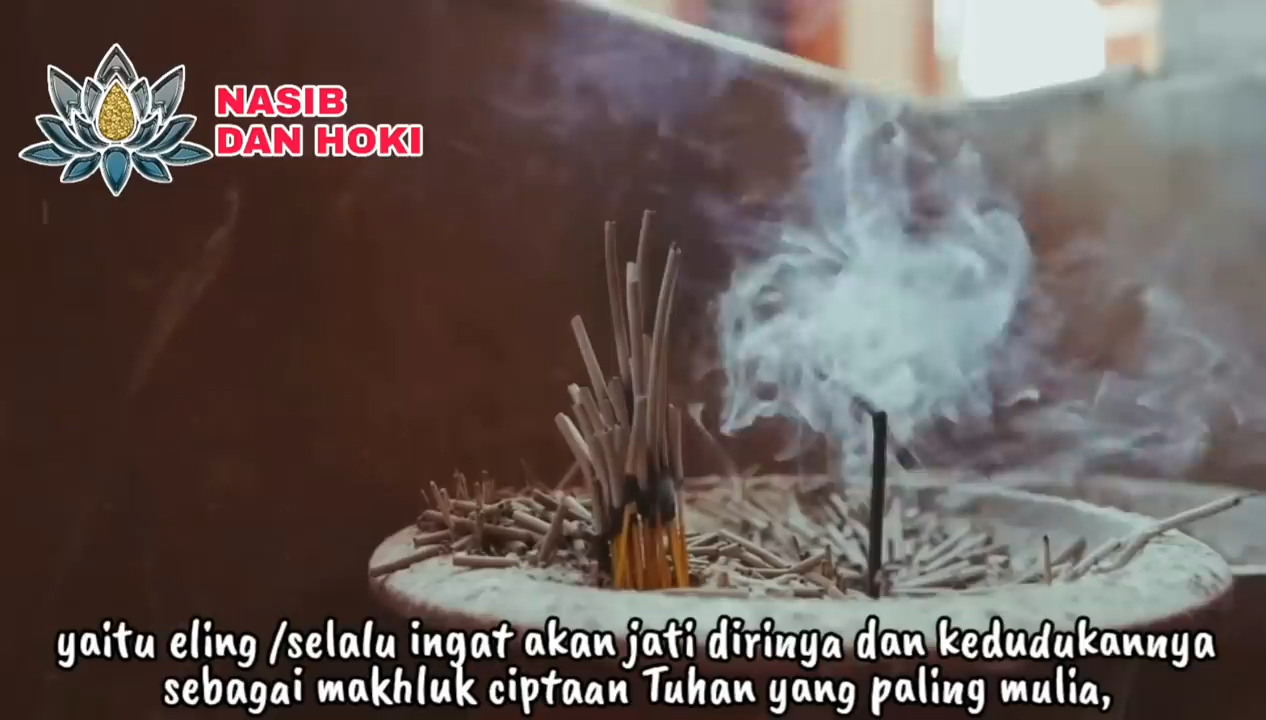 NASIB
DAN HOKI
yaitu eling /selalu ingat akan jati dirinya dan kedudukannya
sebagai makhluk ciptaan Tuhan yang paling mulia,